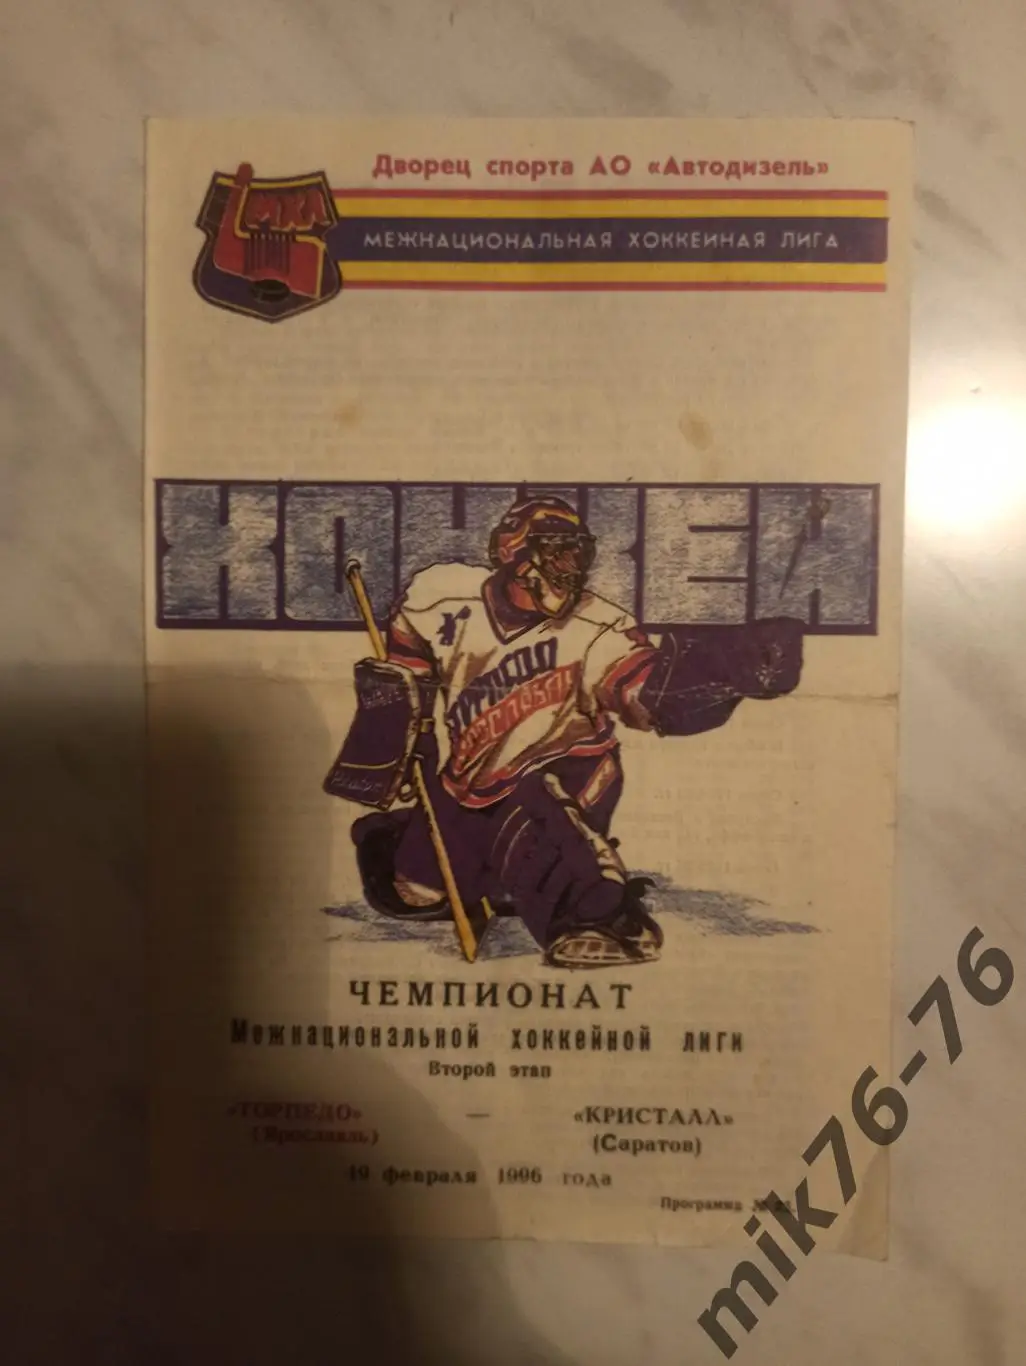 Дворец спорта АО «Автодизель»
МХЛ
МЕЖНАЦИОНАЛЬНАЯ ХОККЕЙНАЯ ЛИГА
ХОККЕЙ
ЧЕМПИОНАТ
Межнациональной хоккейной лиги
Второй этап
«ТОРПЕДО» — «КРИСТАЛЛ»
(Ярославль) (Саратов)
19 февраля 1996 года
Программа №
mik76-76